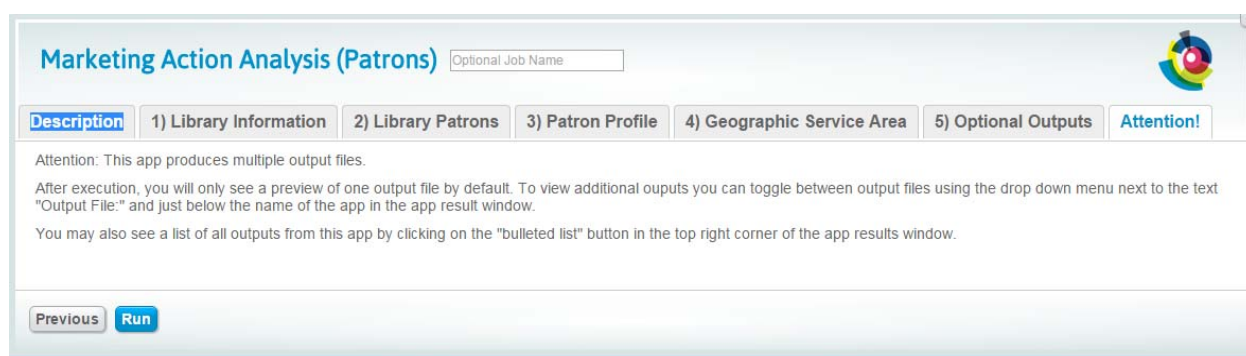 Marketing Action Analysis (Patrons) Optional Job Name
Description 1) Library Information 2) Library Patrons 3) Patron Profile 4) Geographic Service Area 5) Optional Outputs Attention!
Attention: This app produces multiple output files.
After execution, you will only see a preview of one output file by default. To view additional ouputs you can toggle between output files using the drop down menu next to the text
"Output File:" and just below the name of the app in the app result window.
You may also see a list of all outputs from this app by clicking on the "bulleted list" button in the top right corner of the app results window.
Previous Run